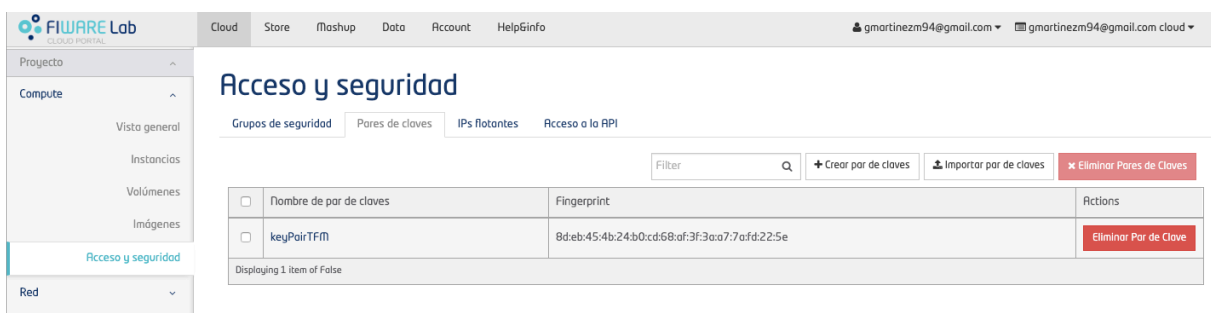 FIWARE Lab
CLOUD PORTAL
Cloud Store Mashup Data Account Help&info gmartinezm94@gmail.com gmartinezm94@gmail.com cloud
Proyecto
Compute
Vista general
Instancias
Volúmenes
Imágenes
Acceso y seguridad
Red
Acceso y seguridad
Grupos de seguridad Pares de claves IPs flotantes Acceso a la API
Filter + Crear par de claves Importar par de claves × Eliminar Pares de Claves
Nombre de par de claves Fingerprint Actions
keyPairTFM 8d:eb:45:4b:24:b0:cd:68:af:3f:3a:a7:7a:fd:22:5e Eliminar Par de Clave
Displaying 1 item of False